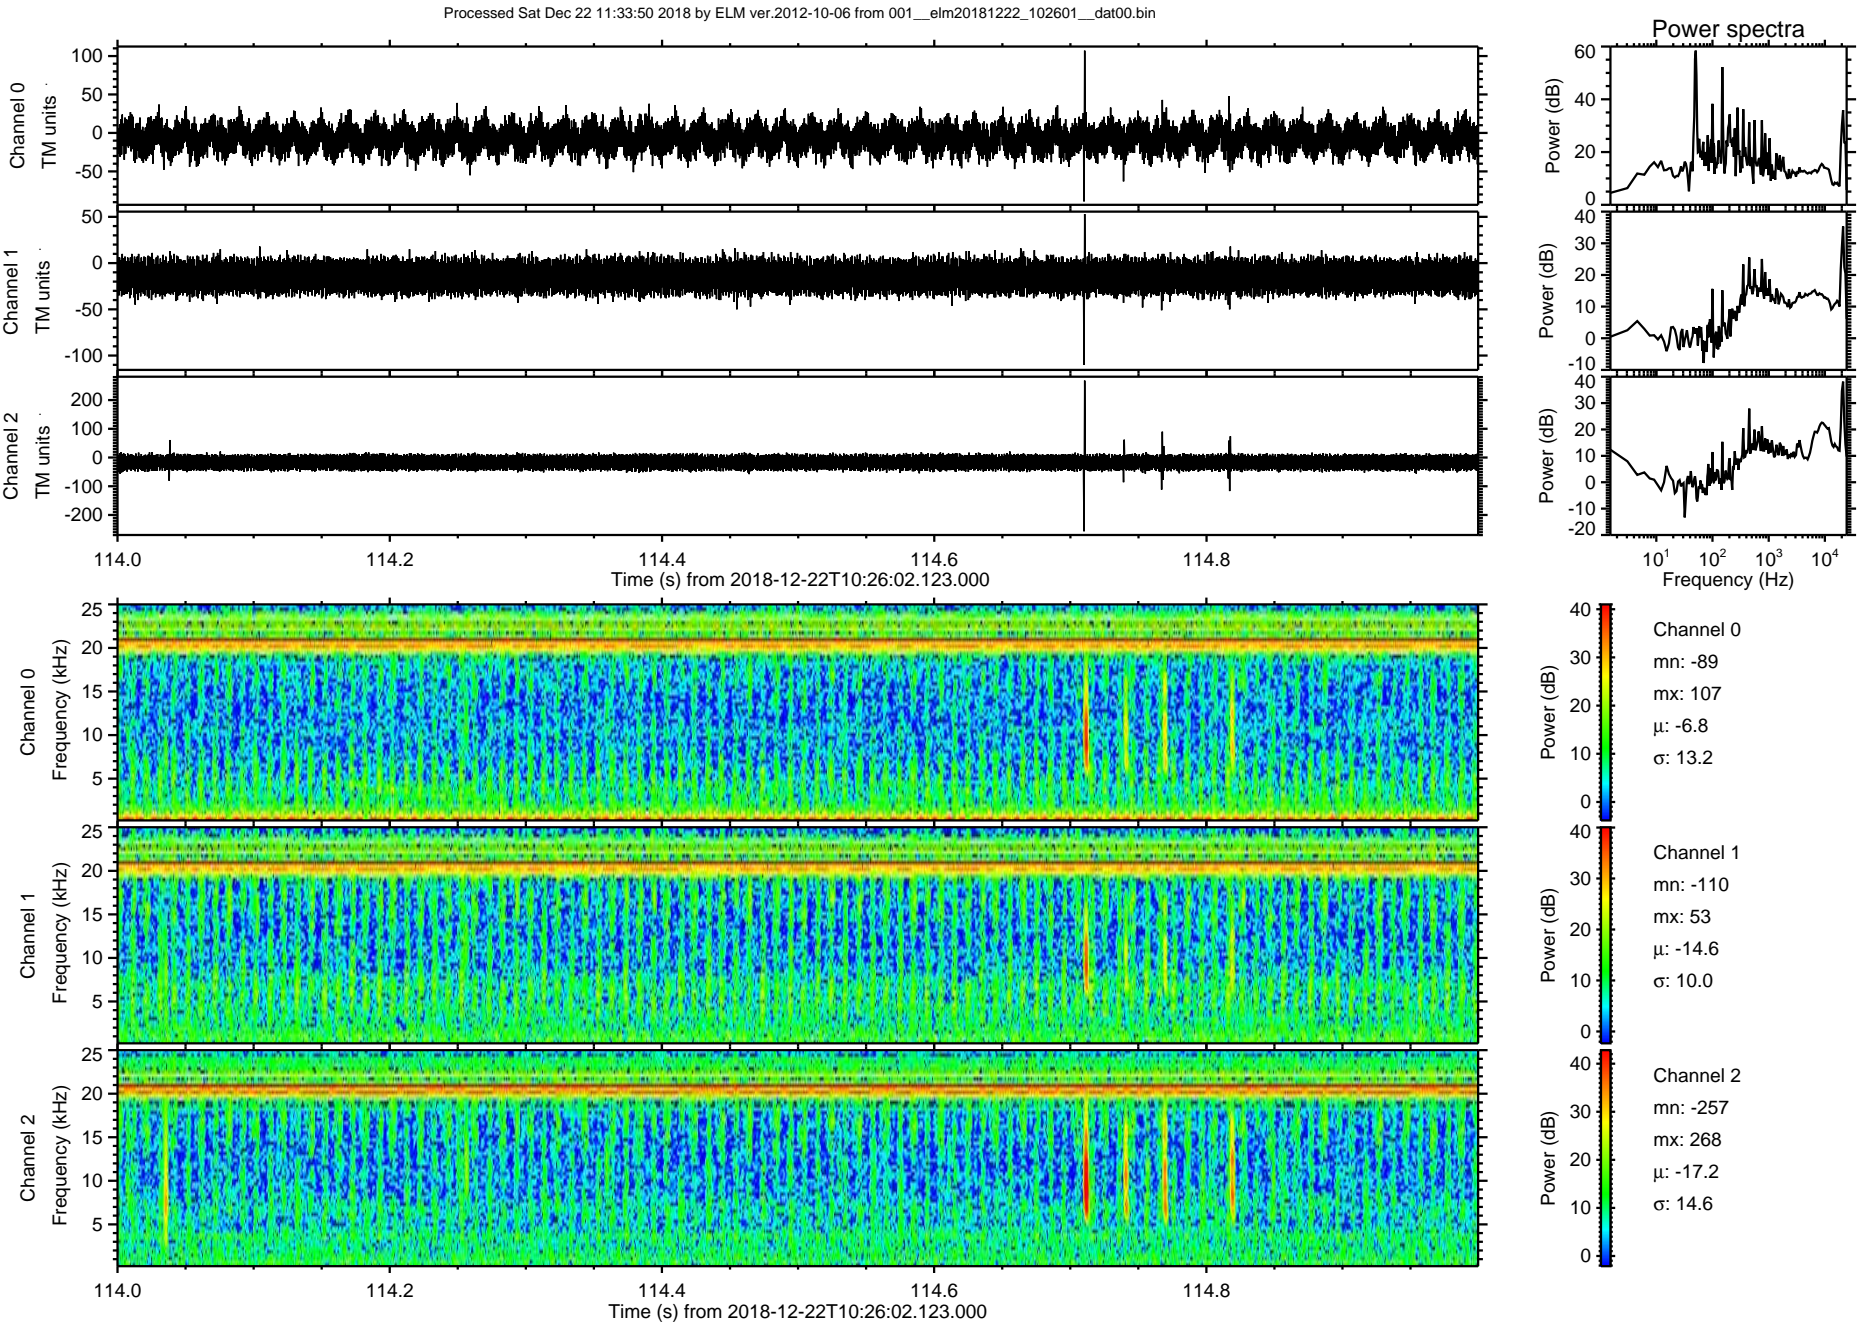 Processed Sat Dec 22 11:33:50 2018 by ELM ver.2012-10-06 from 001__elm20181222_102601__dat00.bin
Power spectra
Channel 0
TM units
100
50
0
-50
Power (dB)
60
40
20
0
Channel 1
TM units
50
0
-50
-100
Power (dB)
40
30
20
10
0
-10
Channel 2
TM units
200
100
0
-100
-200
Power (dB)
40
30
20
10
0
-10
-20
114.0 114.2 114.4 114.6 114.8
Time (s) from 2018-12-22T10:26:02.123.000
10¹ 10² 10³ 10⁴
Frequency (Hz)
Channel 0
Frequency (kHz)
25
20
15
10
5
Power (dB)
40
30
20
10
0
Channel 0
mn: -89
mx: 107
μ: -6.8
σ: 13.2
Channel 1
Frequency (kHz)
25
20
15
10
5
Power (dB)
40
30
20
10
0
Channel 1
mn: -110
mx: 53
μ: -14.6
σ: 10.0
Channel 2
Frequency (kHz)
25
20
15
10
5
Power (dB)
40
30
20
10
0
Channel 2
mn: -257
mx: 268
μ: -17.2
σ: 14.6
114.0 114.2 114.4 114.6 114.8
Time (s) from 2018-12-22T10:26:02.123.000